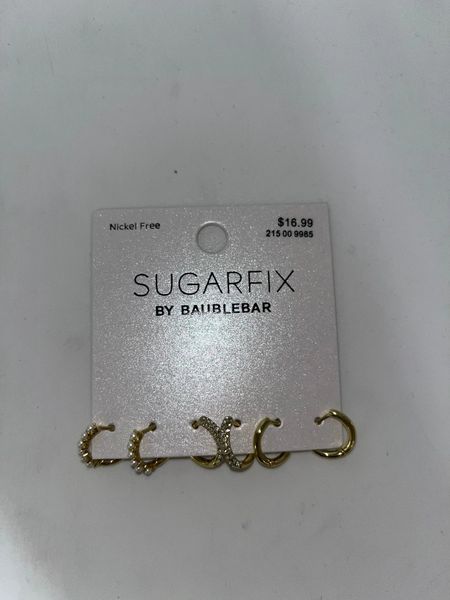 Nickel Free
$16.99
215 00 9985
SUGARFIX
BY BAUBLEBAR